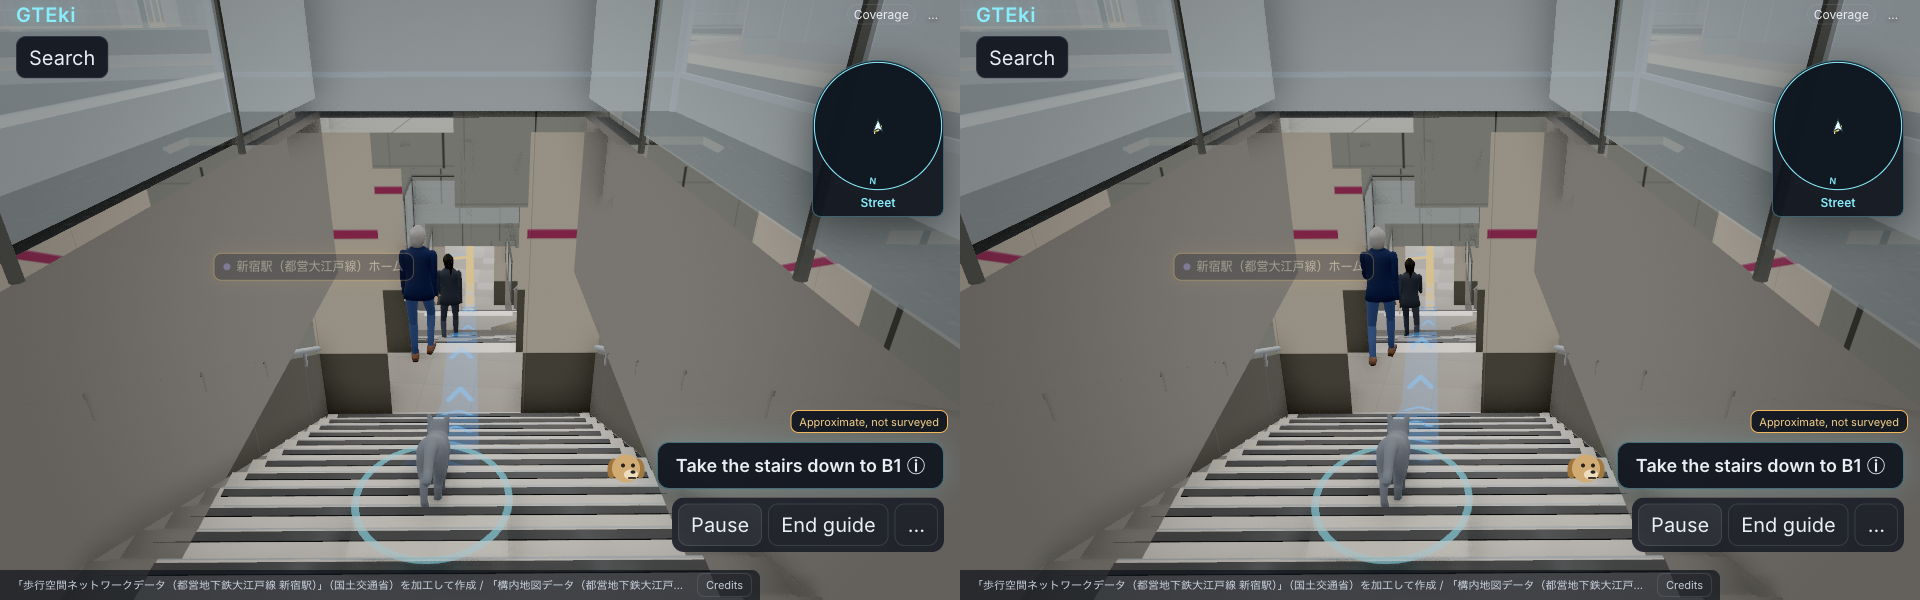 GTEki
Coverage
...
Search
N
Street
新宿駅（都営大江戸線）ホーム
Approximate, not surveyed
Take the stairs down to B1 ⓘ
Pause
End guide
...
「歩行空間ネットワークデータ（都営地下鉄大江戸線 新宿駅）」（国土交通省）を加工して作成 / 「構内地図データ（都営地下鉄大江戸...
Credits
GTEki
Coverage
...
Search
N
Street
新宿駅（都営大江戸線）ホーム
Approximate, not surveyed
Take the stairs down to B1 ⓘ
Pause
End guide
...
「歩行空間ネットワークデータ（都営地下鉄大江戸線 新宿駅）」（国土交通省）を加工して作成 / 「構内地図データ（都営地下鉄大江戸...
Credits